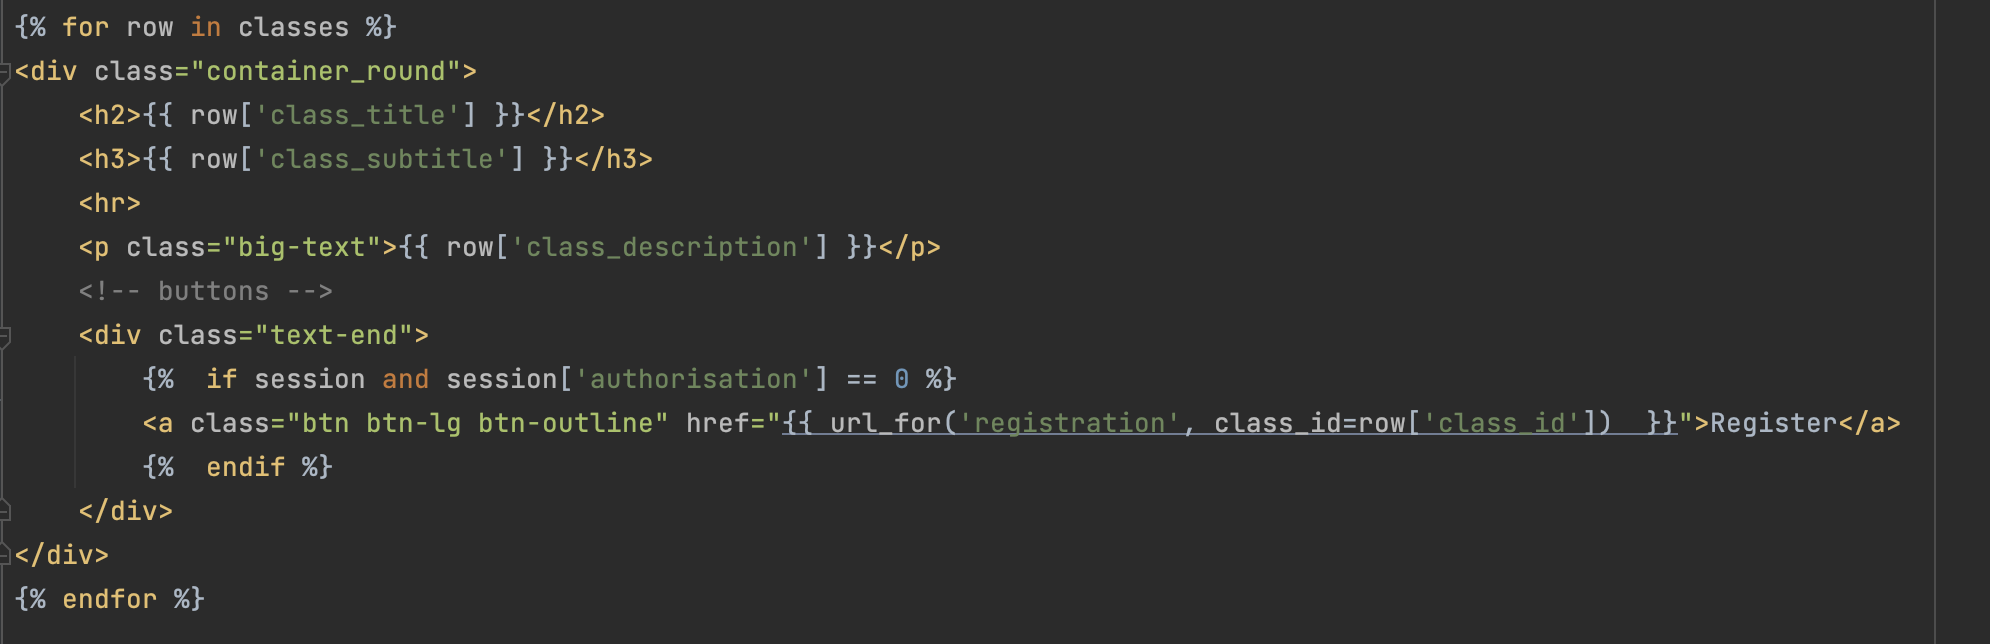 {% for row in classes %}
<div class="container_round">
    <h2>{{ row['class_title'] }}</h2>
    <h3>{{ row['class_subtitle'] }}</h3>
    <hr>
    <p class="big-text">{{ row['class_description'] }}</p>
    <!-- buttons -->
    <div class="text-end">
        {%  if session and session['authorisation'] == 0 %}
        <a class="btn btn-lg btn-outline" href="{{ url_for('registration', class_id=row['class_id'])  }}">Register</a>
        {%  endif %}
    </div>
</div>
{% endfor %}